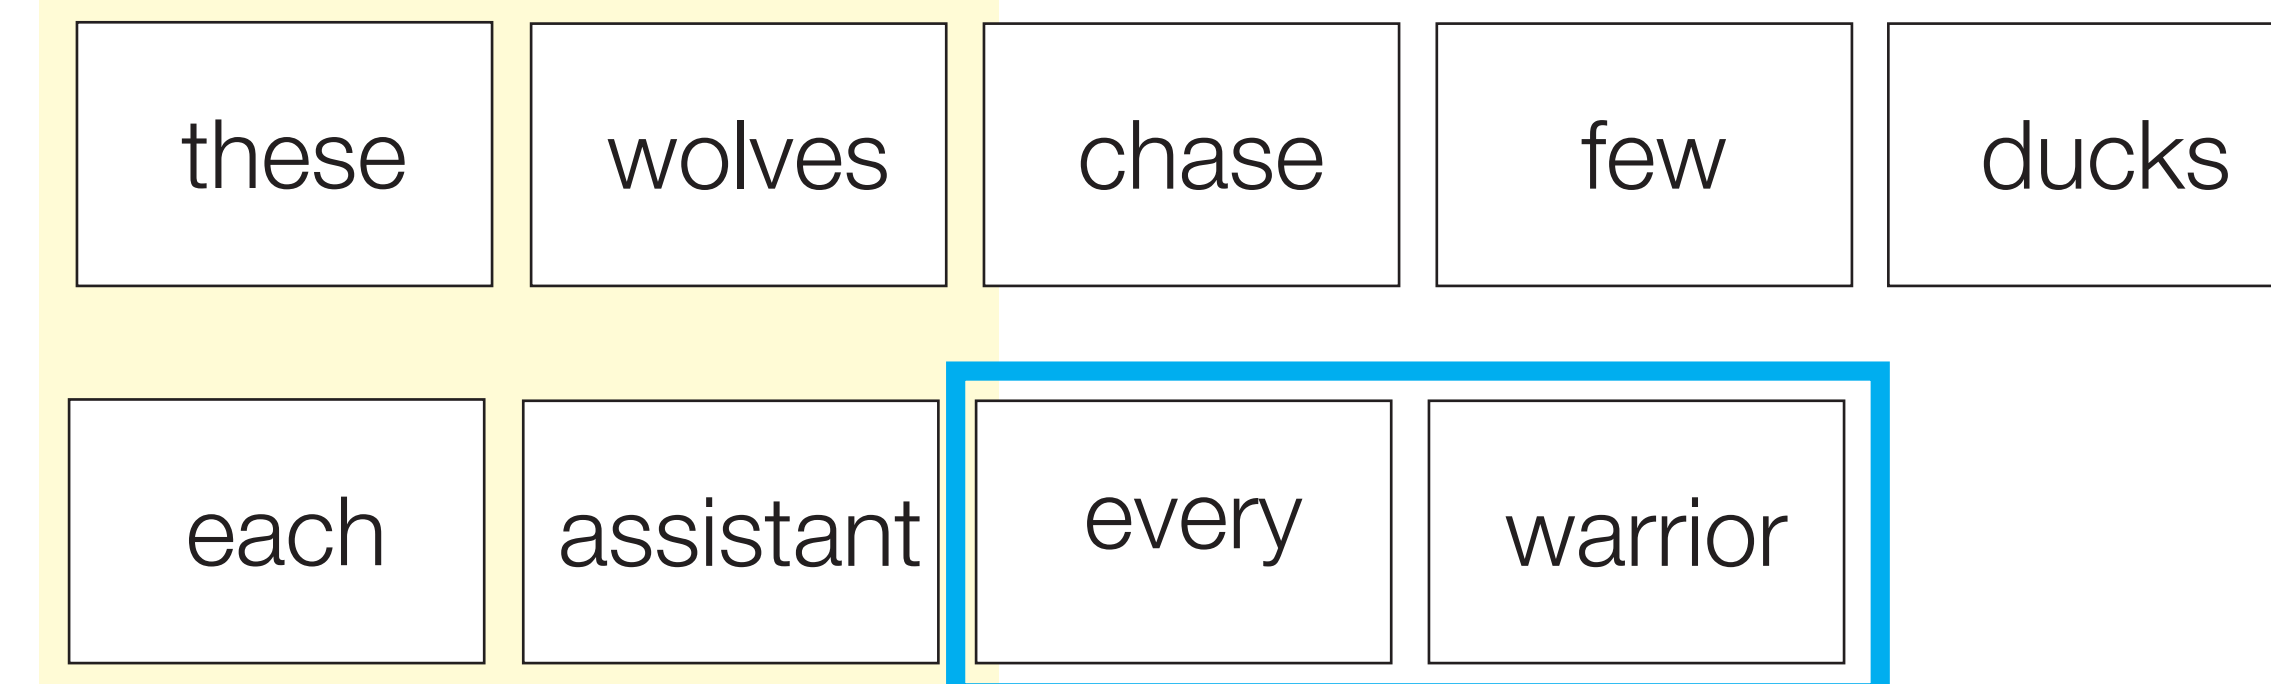 these wolves chase few ducks
each assistant every warrior